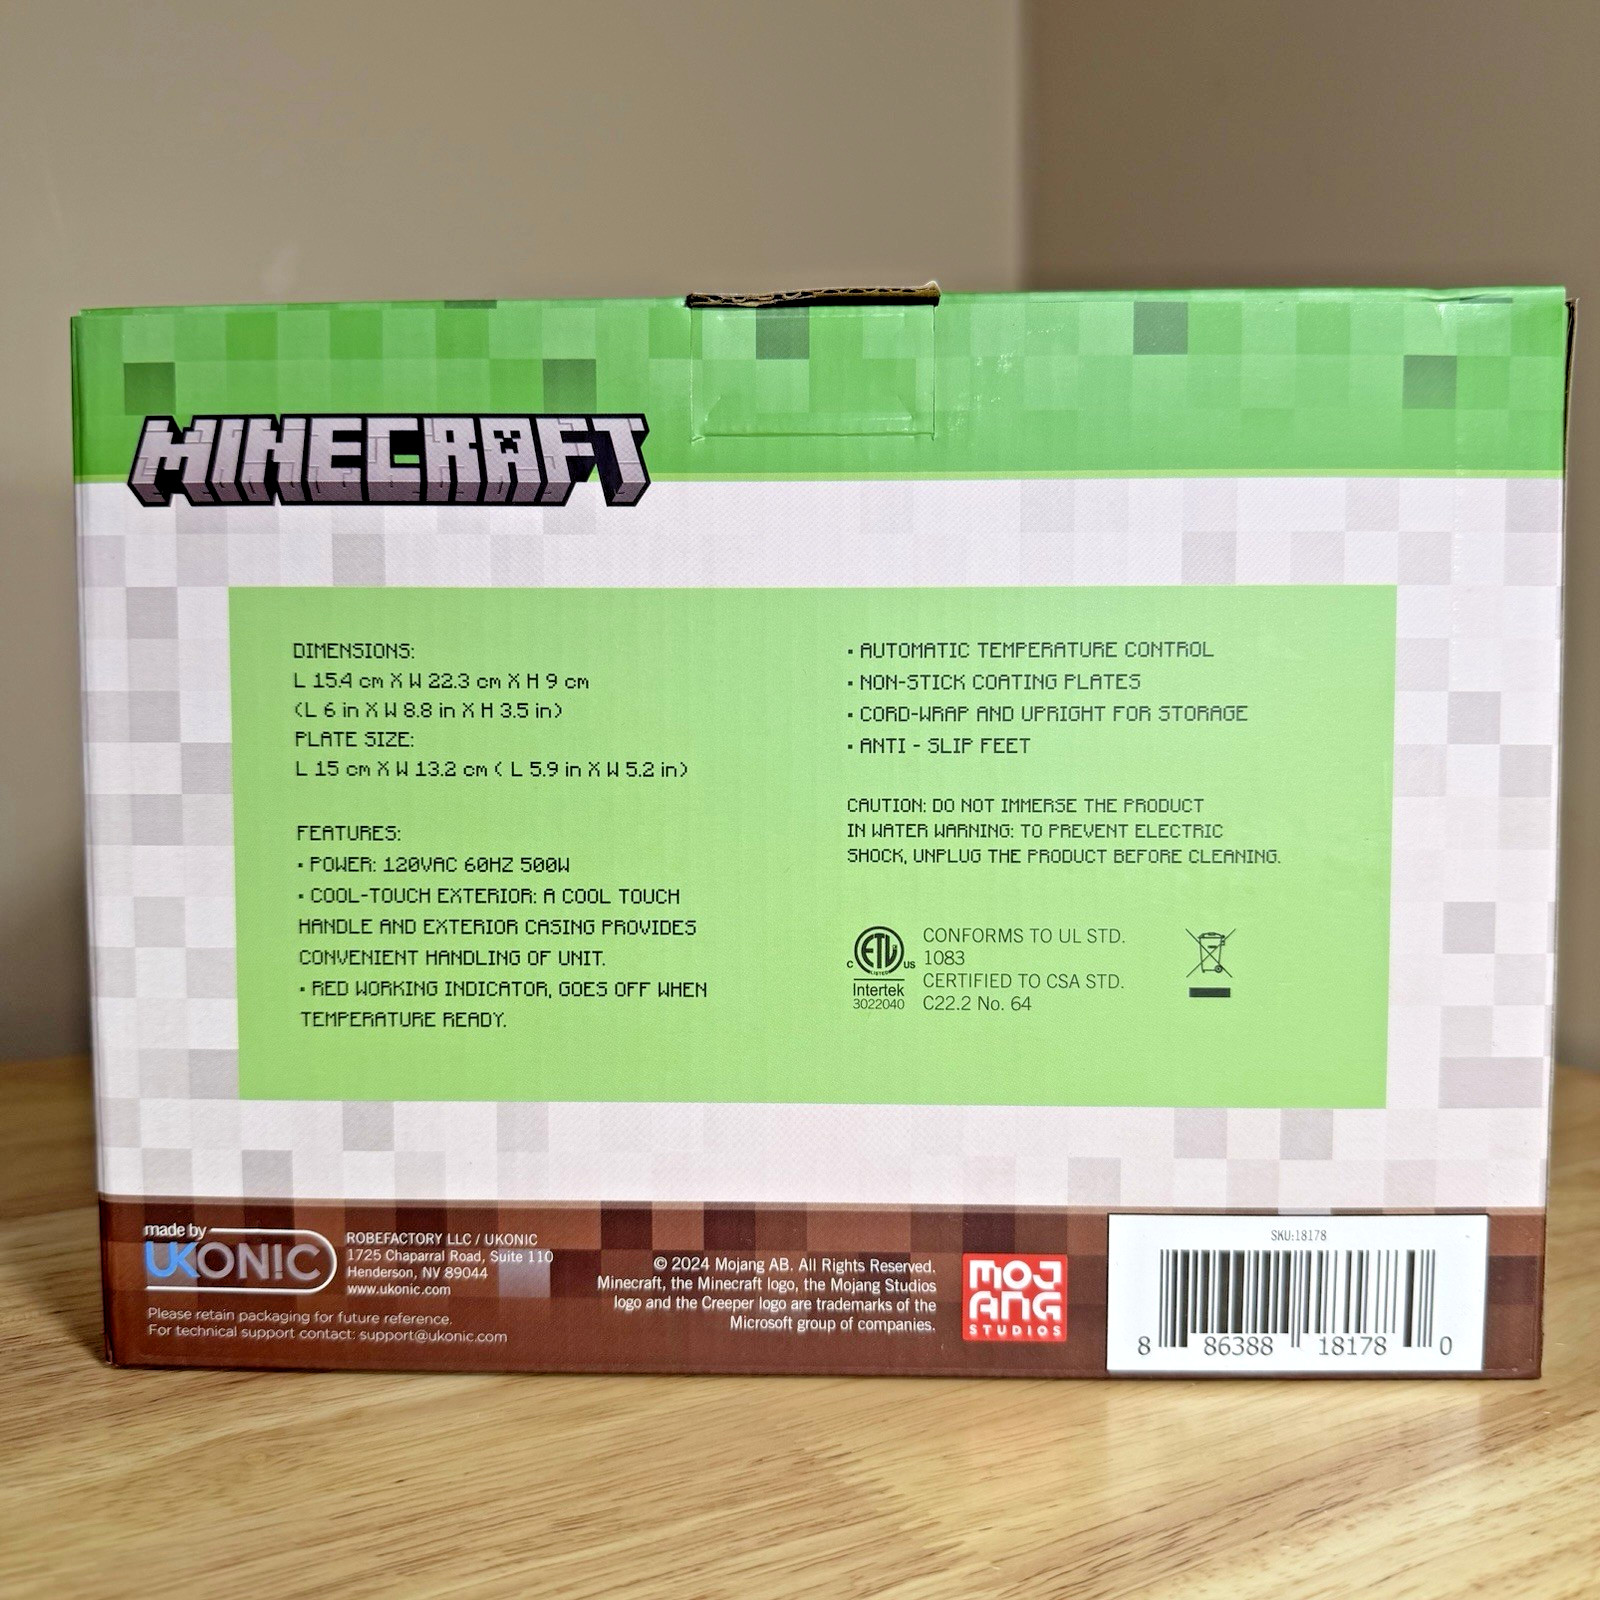 MINECRAFT
DIMENSIONS:
L 15.4 cm X W 22.3 cm X H 9 cm
(L 6 in X W 8.8 in X H 3.5 in)
PLATE SIZE:
L 15 cm X W 13.2 cm ( L 5.9 in X W 5.2 in)
FEATURES:
• POWER: 120VAC 60HZ 500W
• COOL-TOUCH EXTERIOR: A COOL TOUCH
HANDLE AND EXTERIOR CASING PROVIDES
CONVENIENT HANDLING OF UNIT.
• RED WORKING INDICATOR, GOES OFF WHEN
TEMPERATURE READY.
• AUTOMATIC TEMPERATURE CONTROL
• NON-STICK COATING PLATES
• CORD-WRAP AND UPRIGHT FOR STORAGE
• ANTI - SLIP FEET
CAUTION: DO NOT IMMERSE THE PRODUCT
IN WATER WARNING: TO PREVENT ELECTRIC
SHOCK, UNPLUG THE PRODUCT BEFORE CLEANING.
C ETL US
LISTED
Intertek
3022040
CONFORMS TO UL STD.
1083
CERTIFIED TO CSA STD.
C22.2 No. 64
made by
UKON!C
ROBEFACTORY LLC / UKONIC
1725 Chaparral Road, Suite 110
Henderson, NV 89044
www.ukonic.com
Please retain packaging for future reference.
For technical support contact: support@ukonic.com
© 2024 Mojang AB. All Rights Reserved.
Minecraft, the Minecraft logo, the Mojang Studios
logo and the Creeper logo are trademarks of the
Microsoft group of companies.
MOJ
ANG
STUDIOS
SKU:18178
8 86388 18178 0